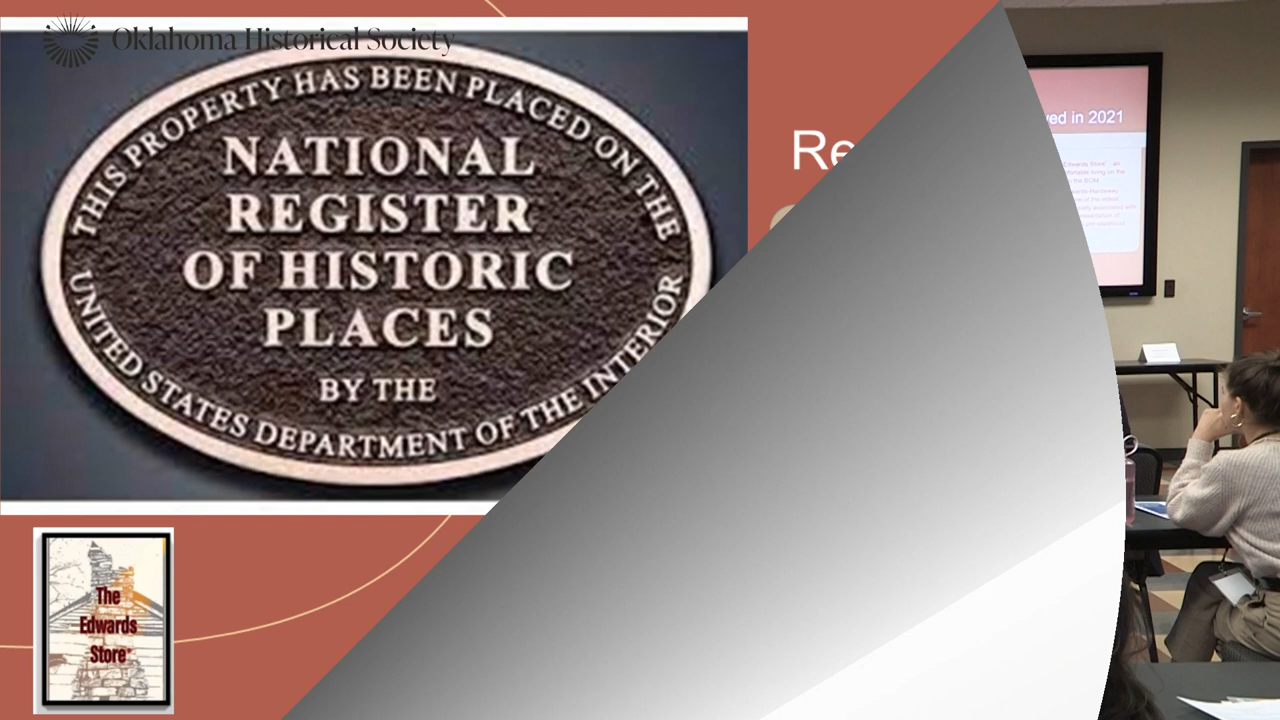 Oklahoma Historical Society
THIS PROPERTY HAS BEEN PLACED ON THE
NATIONAL
REGISTER
OF HISTORIC
PLACES
BY THE
UNITED STATES DEPARTMENT OF THE INTERIOR
Re
ved in 2021
The
Edwards
Store